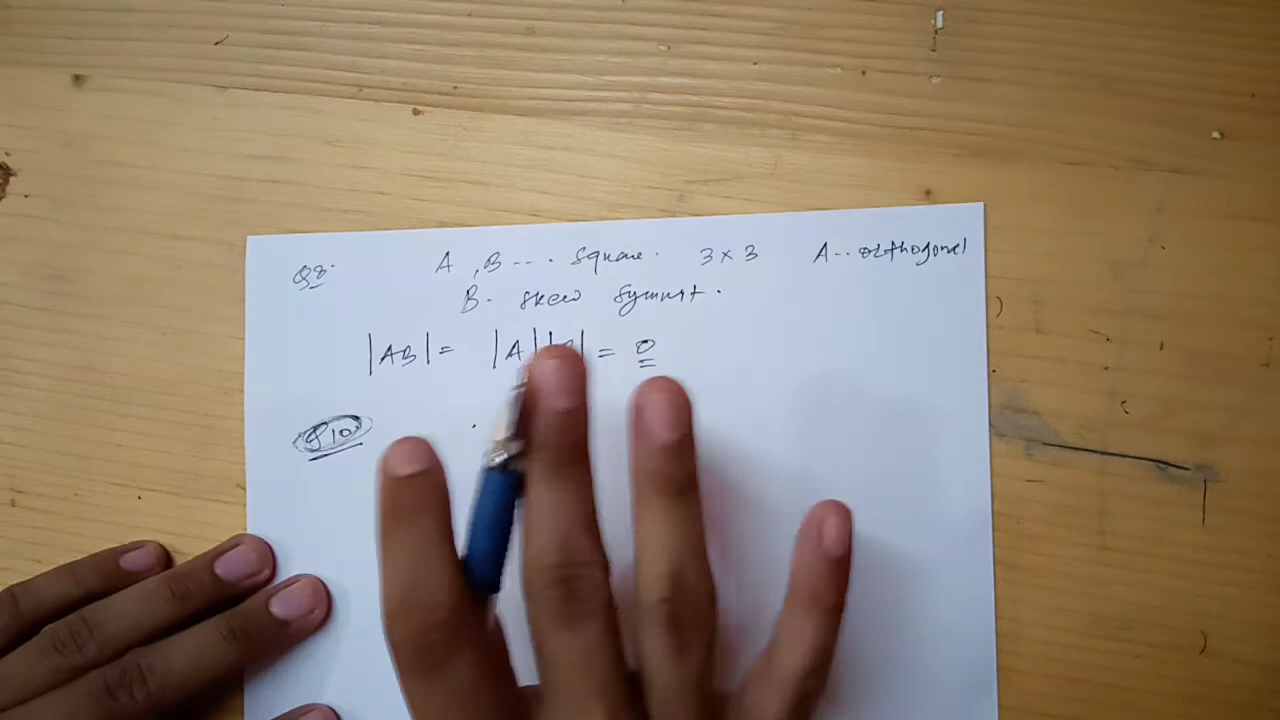 Q8. A, B .... Square. 3 × 3 A .. orthogonal
B. skew symmt.
|AB| = |A||B| = 0
Q10